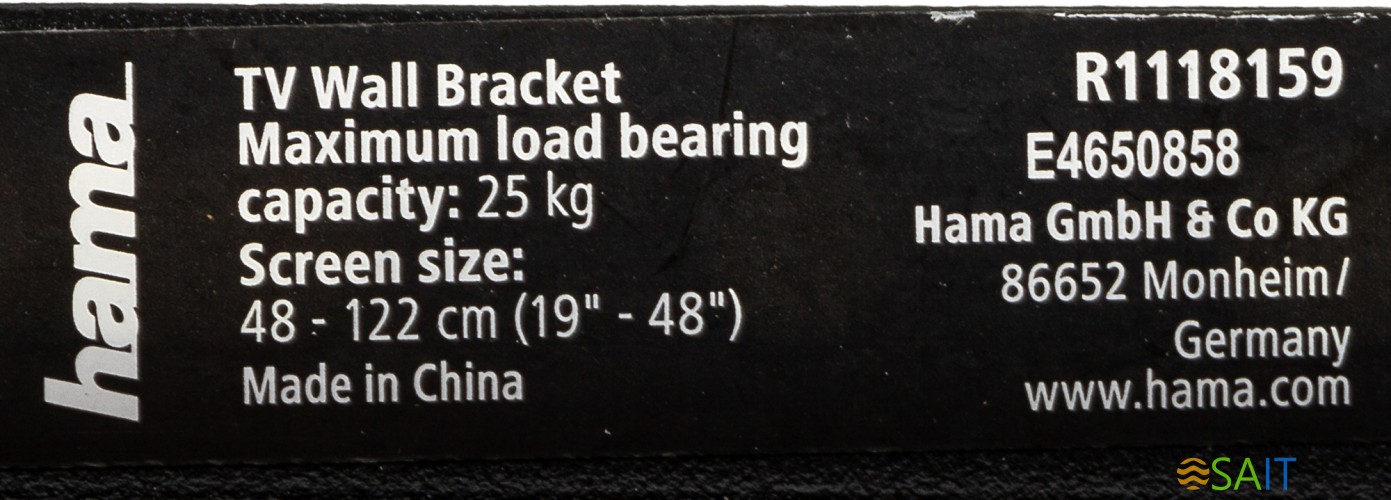 hama
TV Wall Bracket
Maximum load bearing
capacity: 25 kg
Screen size:
48 - 122 cm (19" - 48")
Made in China
R1118159
E4650858
Hama GmbH & Co KG
86652 Monheim/
Germany
www.hama.com
SAIT